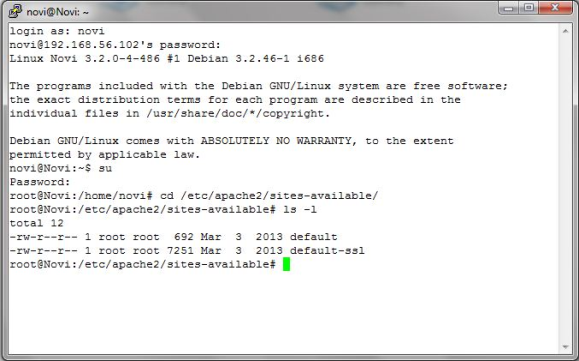 novi@Novi: ~
login as: novi
novi@192.168.56.102's password:
Linux Novi 3.2.0-4-486 #1 Debian 3.2.46-1 i686
The programs included with the Debian GNU/Linux system are free software;
the exact distribution terms for each program are described in the
individual files in /usr/share/doc/*/copyright.
Debian GNU/Linux comes with ABSOLUTELY NO WARRANTY, to the extent
permitted by applicable law.
novi@Novi:~$ su
Password:
root@Novi:/home/novi# cd /etc/apache2/sites-available/
root@Novi:/etc/apache2/sites-available# ls -l
total 12
-rw-r--r-- 1 root root  692 Mar  3  2013 default
-rw-r--r-- 1 root root 7251 Mar  3  2013 default-ssl
root@Novi:/etc/apache2/sites-available#